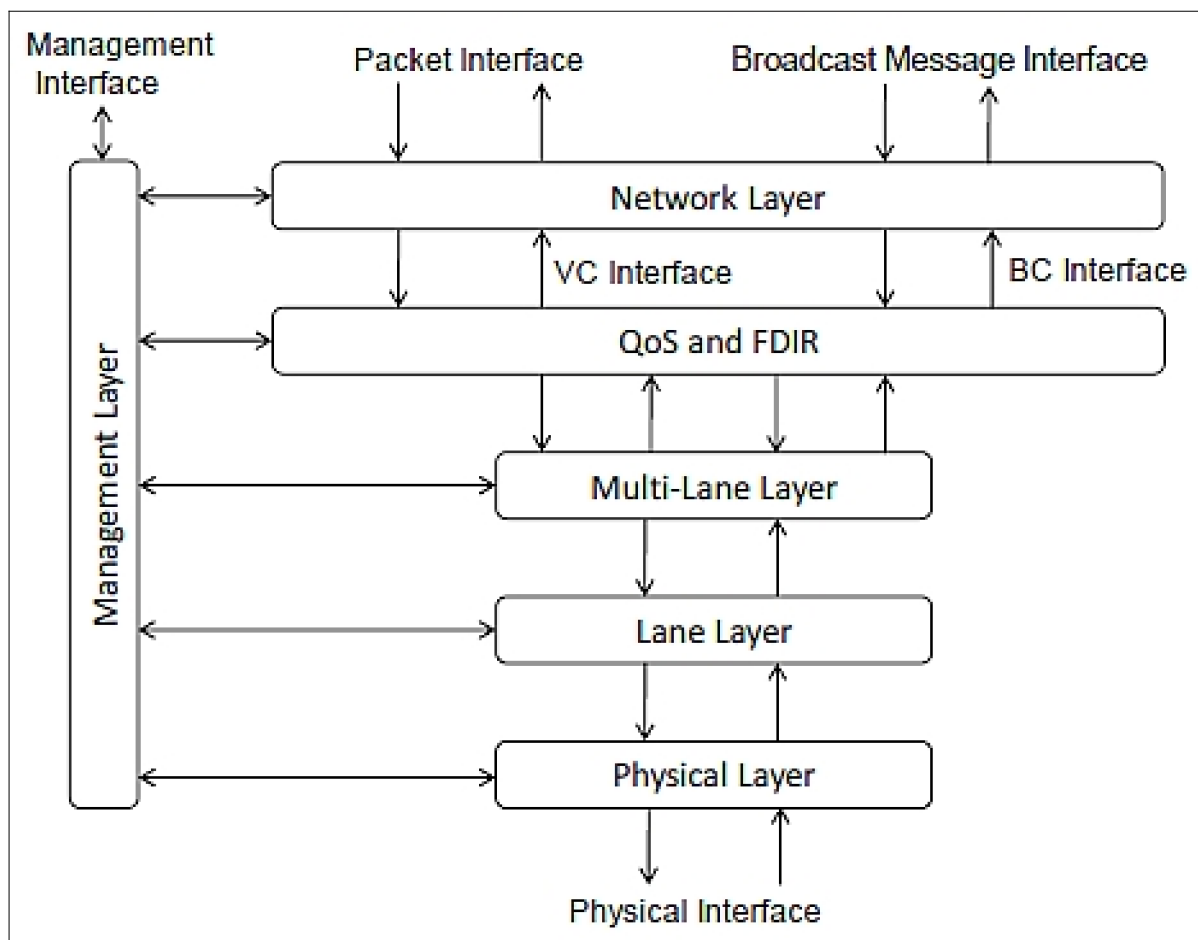 Management
Interface
Packet Interface
Broadcast Message Interface
Network Layer
VC Interface
BC Interface
QoS and FDIR
Management Layer
Multi-Lane Layer
Lane Layer
Physical Layer
Physical Interface